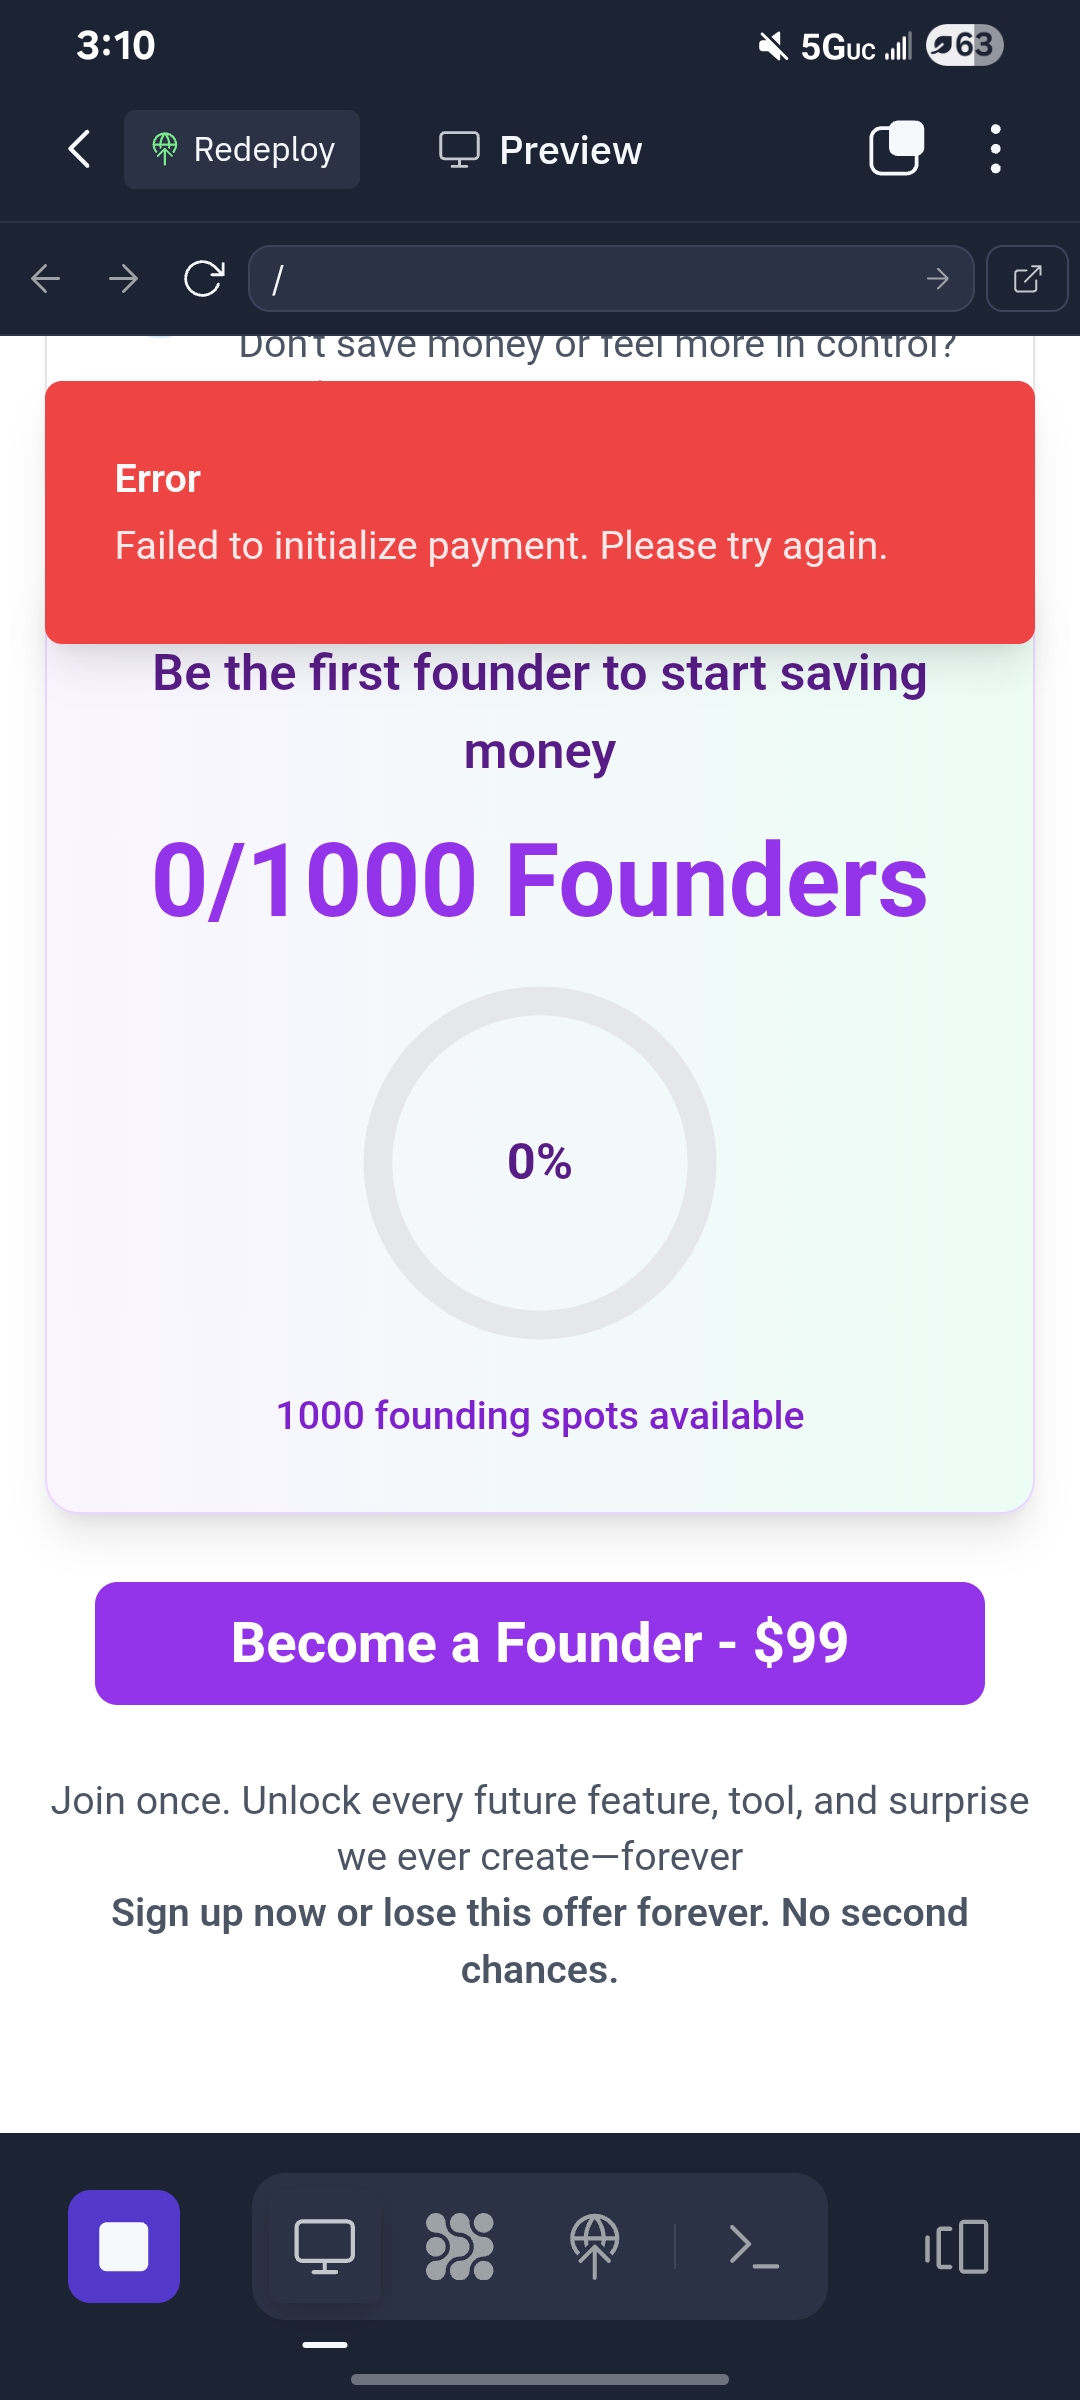 3:10
5GUC
63
Redeploy
Preview
/
Don't save money or feel more in control?
Error
Failed to initialize payment. Please try again.
Be the first founder to start saving
money
0/1000 Founders
0%
1000 founding spots available
Become a Founder - $99
Join once. Unlock every future feature, tool, and surprise
we ever create—forever
Sign up now or lose this offer forever. No second
chances.